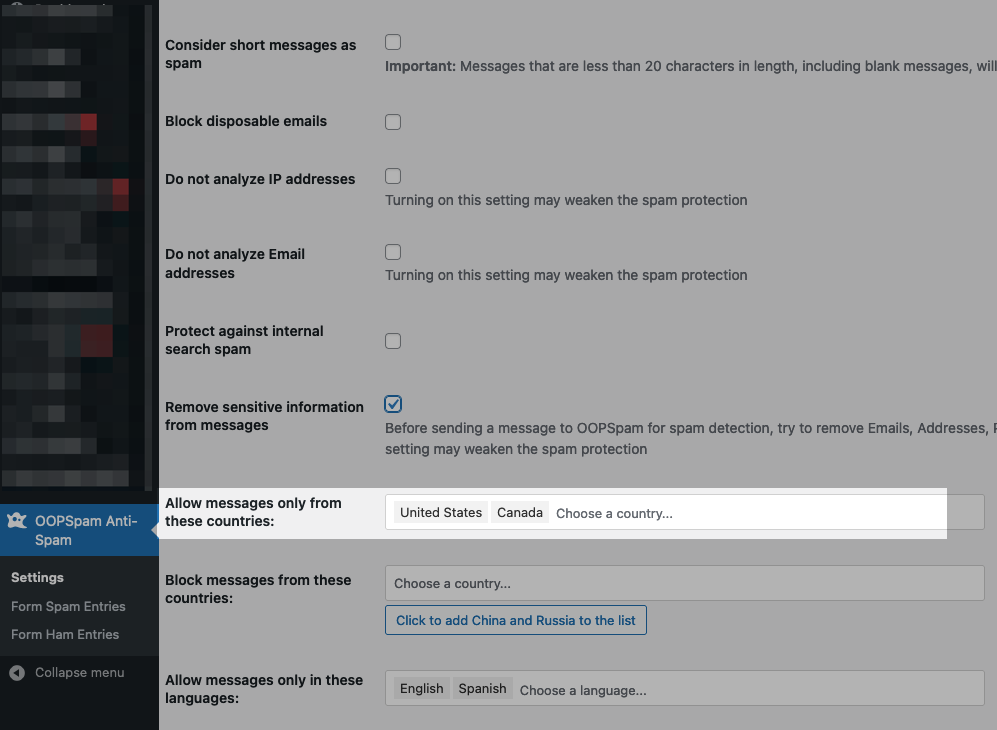 Consider short messages as
spam
Important: Messages that are less than 20 characters in length, including blank messages, will
Block disposable emails
Do not analyze IP addresses
Turning on this setting may weaken the spam protection
Do not analyze Email
addresses
Turning on this setting may weaken the spam protection
Protect against internal
search spam
Remove sensitive information
from messages
Before sending a message to OOPSpam for spam detection, try to remove Emails, Addresses,
setting may weaken the spam protection
Allow messages only from
these countries:
United States Canada Choose a country...
OOPSpam Anti-
Spam
Settings
Form Spam Entries
Form Ham Entries
Collapse menu
Block messages from these
countries:
Choose a country...
Click to add China and Russia to the list
Allow messages only in these
languages:
English Spanish Choose a language...